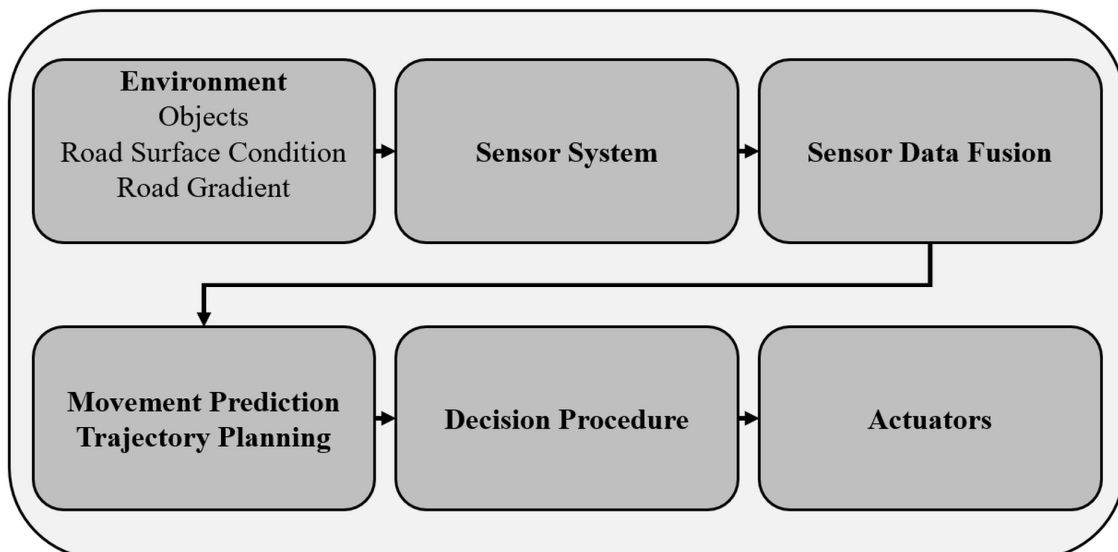 Environment
Objects
Road Surface Condition
Road Gradient
Sensor System
Sensor Data Fusion
Movement Prediction
Trajectory Planning
Decision Procedure
Actuators